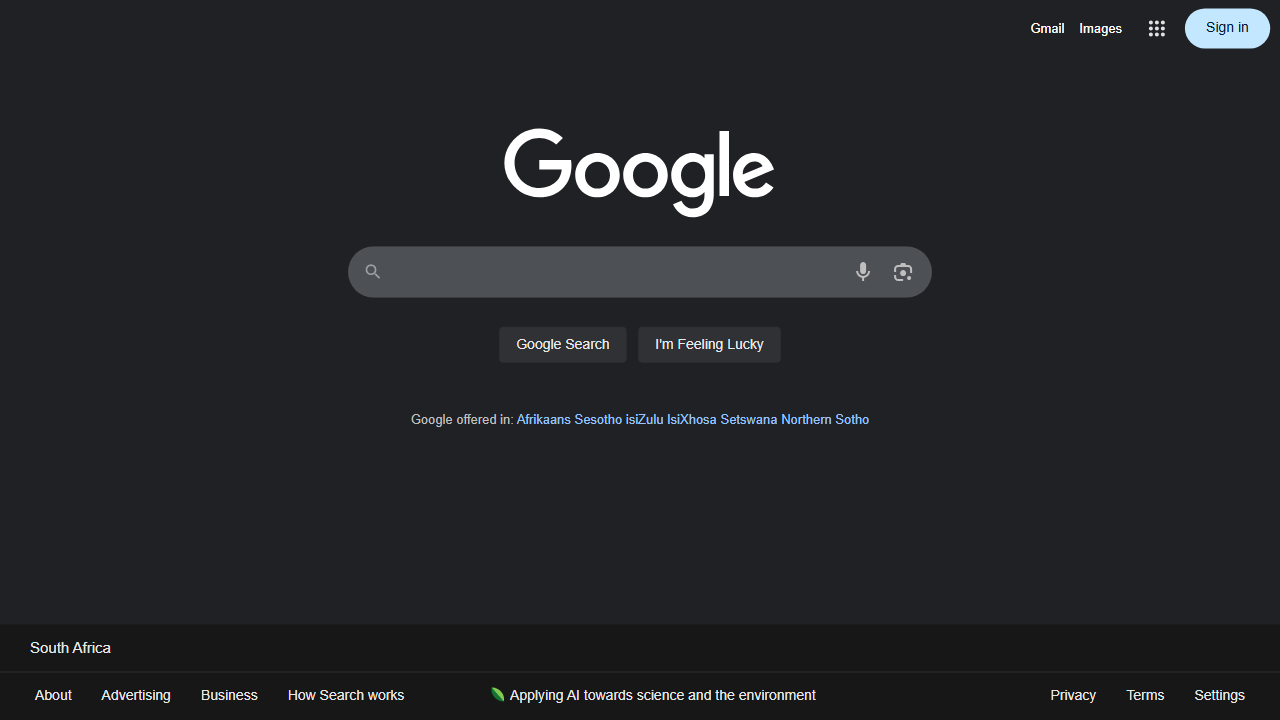 Gmail Images Sign in
Google
Google Search I'm Feeling Lucky
Google offered in: Afrikaans Sesotho isiZulu IsiXhosa Setswana Northern Sotho
South Africa
About Advertising Business How Search works Applying AI towards science and the environment Privacy Terms Settings